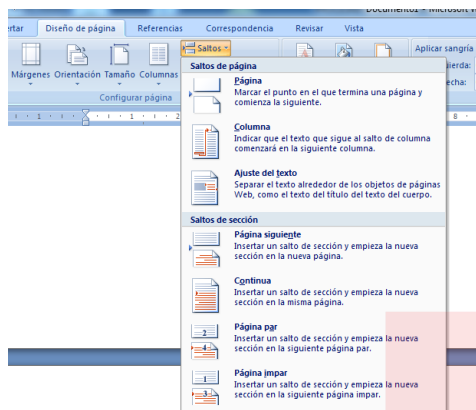 Documento1 - Microsoft W
ertar Diseño de página Referencias Correspondencia Revisar Vista
Saltos Aplicar sangría
ierda:
Márgenes Orientación Tamaño Columnas
echa:
Configurar página
1 1 2 8
Saltos de página
Página
Marcar el punto en el que termina una página y
comienza la siguiente.
Columna
Indicar que el texto que sigue al salto de columna
comenzará en la siguiente columna.
Ajuste del texto
Separar el texto alrededor de los objetos de páginas
Web, como el texto del título del texto del cuerpo.
Saltos de sección
Página siguiente
Insertar un salto de sección y empieza la nueva
sección en la nueva página.
Continua
Insertar un salto de sección y empieza la nueva
sección en la misma página.
Página par
Insertar un salto de sección y empieza la nueva
sección en la siguiente página par.
Página impar
Insertar un salto de sección y empieza la nueva
sección en la siguiente página impar.